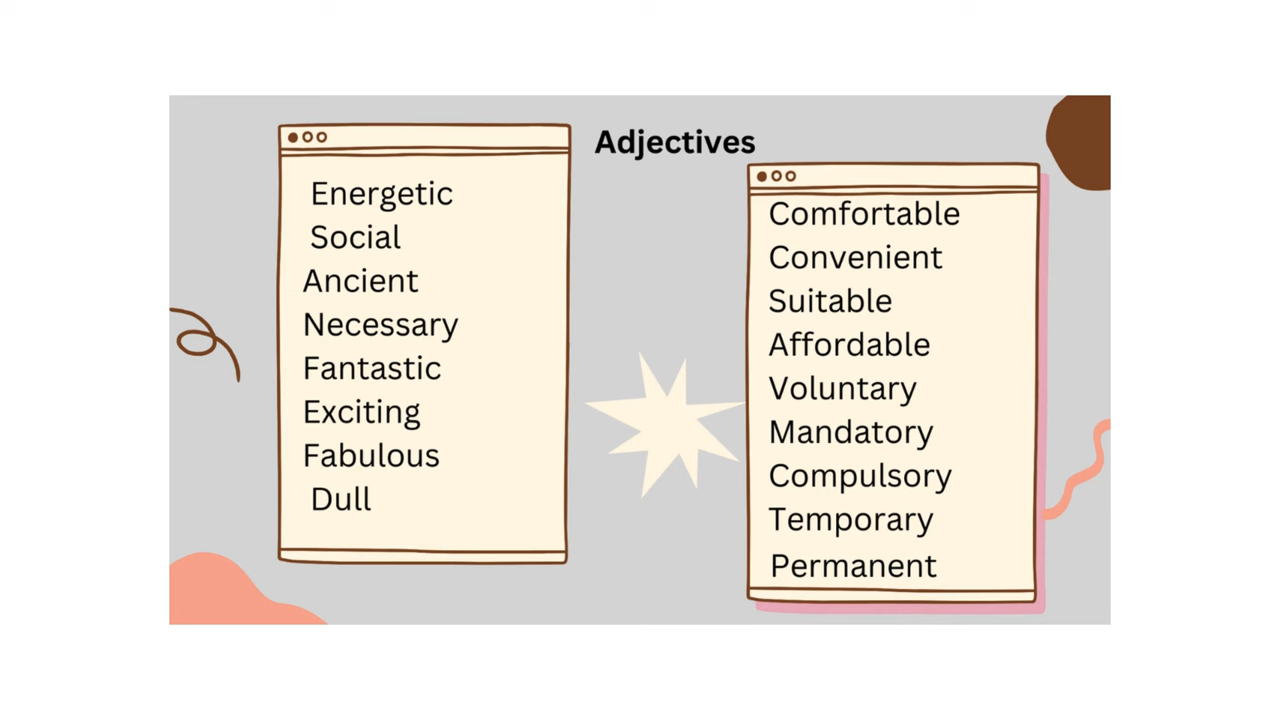 Adjectives
Energetic
Social
Ancient
Necessary
Fantastic
Exciting
Fabulous
Dull
Comfortable
Convenient
Suitable
Affordable
Voluntary
Mandatory
Compulsory
Temporary
Permanent